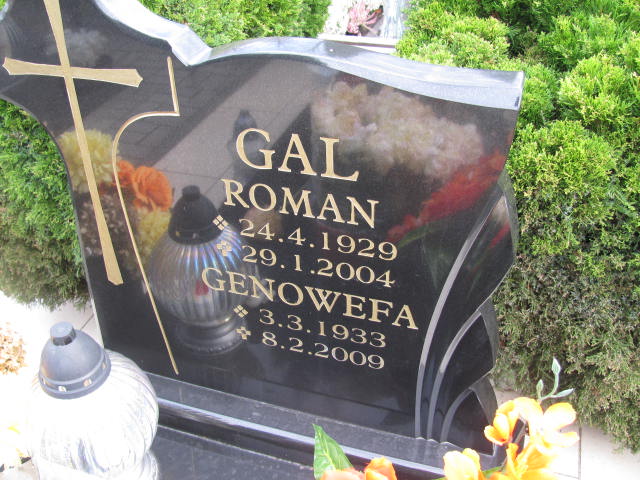 GAL
ROMAN
24.4.1929
29.1.2004
GENOWEFA
3.3.1933
8.2.2009